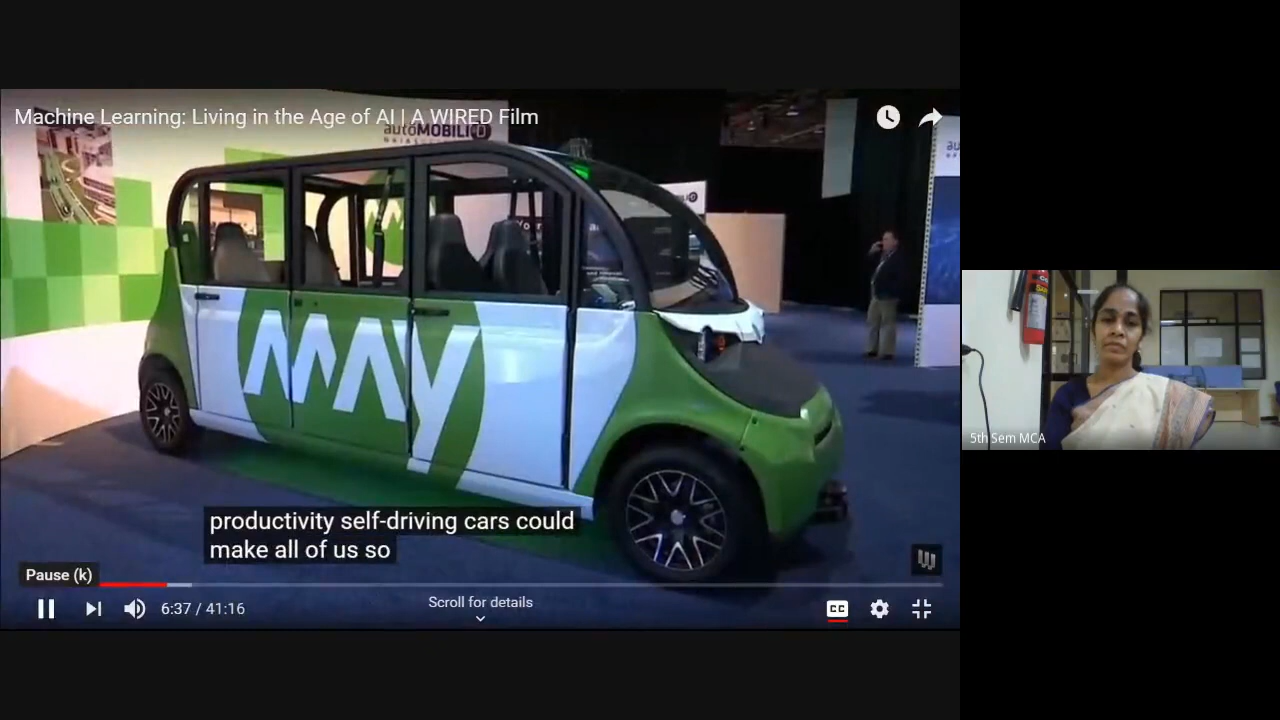 Machine Learning: Living in the Age of AI | A WIRED Film
autoMOBILI-D
MAY
productivity self-driving cars could
make all of us so
Pause (k)
6:37 / 41:16
Scroll for details
CC
5th Sem MCA